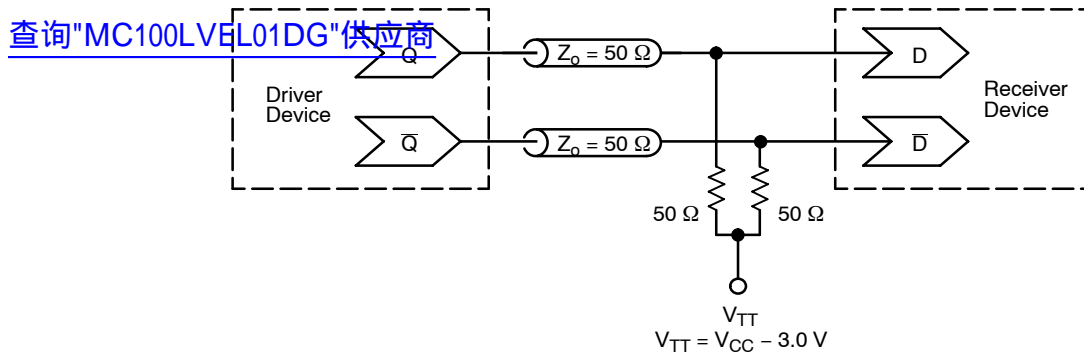 查询"MC100LVEL01DG"供应商
Q
Zo = 50 Ω
D
Driver
Device
Receiver
Device
Q̅
Zo = 50 Ω
D̅
50 Ω
50 Ω
VTT
VTT = VCC – 3.0 V